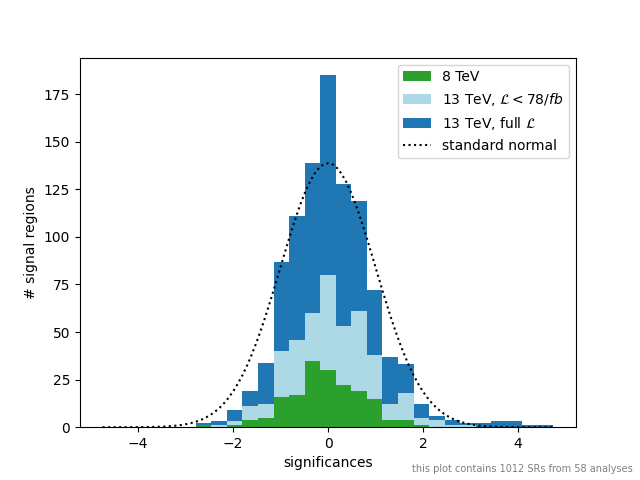 8 TeV
13 TeV, ℒ < 78/fb
13 TeV, full ℒ
standard normal
# signal regions
175
150
125
100
75
50
25
0
−4 −2 0 2 4
significances
this plot contains 1012 SRs from 58 analyses